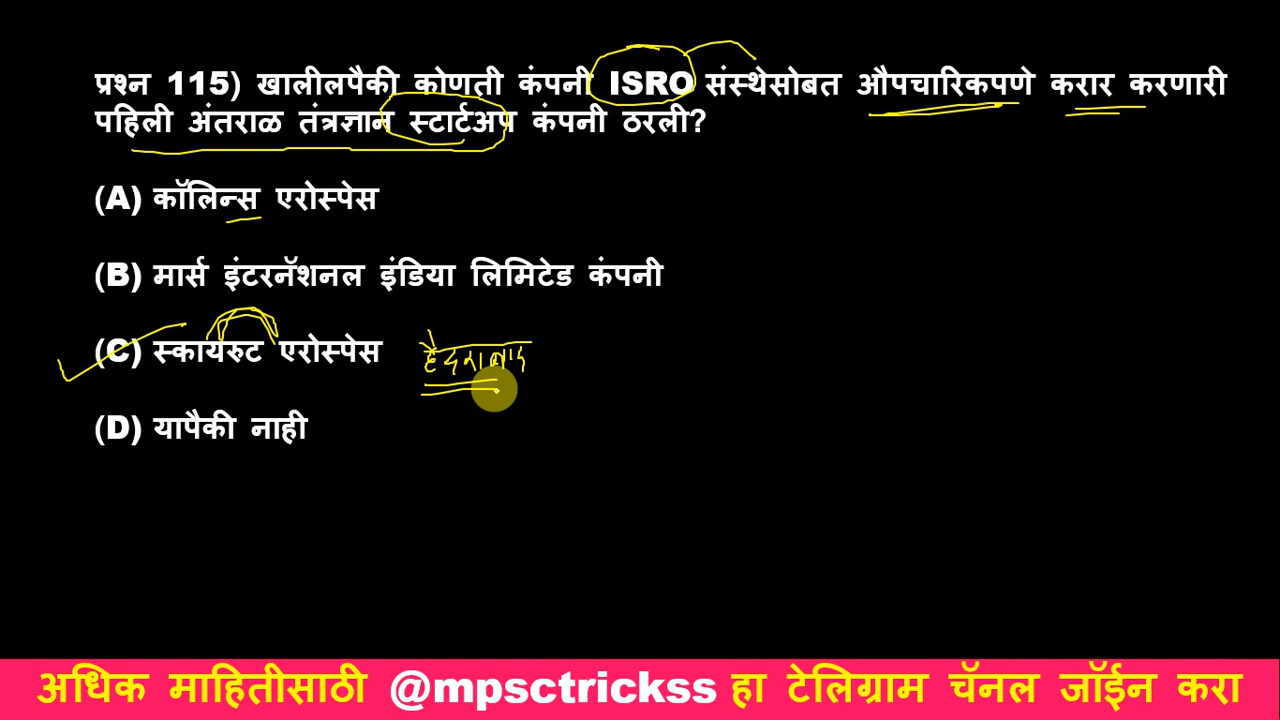 प्रश्न 115) खालीलपैकी कोणती कंपनी ISRO संस्थेसोबत औपचारिकपणे करार करणारी
पहिली अंतराळ तंत्रज्ञान स्टार्टअप कंपनी ठरली?
(A) कॉलिन्स एरोस्पेस
(B) मार्स इंटरनॅशनल इंडिया लिमिटेड कंपनी
(C) स्कायरुट एरोस्पेस हैदराबाद
(D) यापैकी नाही
अधिक माहितीसाठी @mpsctrickss हा टेलिग्राम चॅनल जॉईन करा